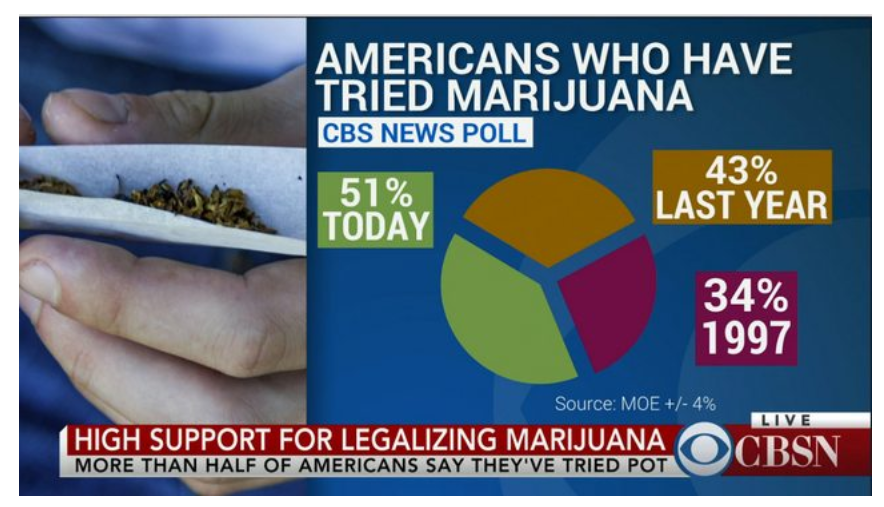 AMERICANS WHO HAVE
TRIED MARIJUANA
CBS NEWS POLL
51%
TODAY
43%
LAST YEAR
34%
1997
Source: MOE +/- 4%
LIVE
HIGH SUPPORT FOR LEGALIZING MARIJUANA
MORE THAN HALF OF AMERICANS SAY THEY'VE TRIED POT
CBSN